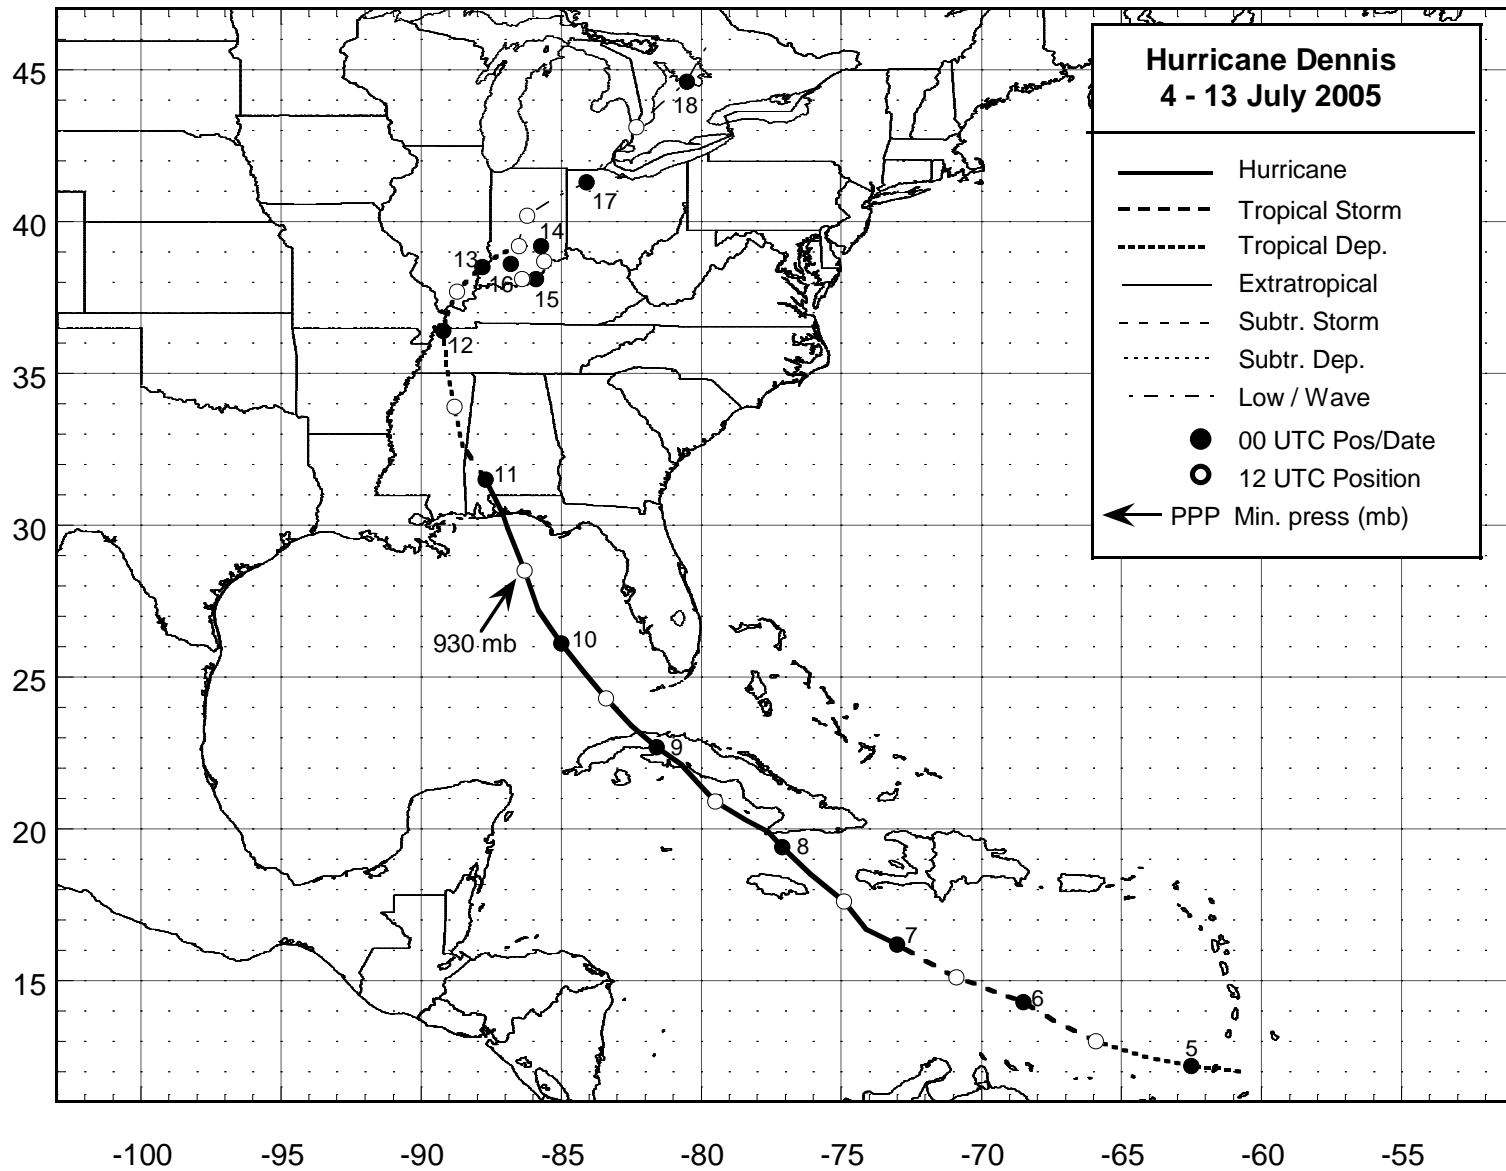 Hurricane Dennis
4 - 13 July 2005
Hurricane
Tropical Storm
Tropical Dep.
Extratropical
Subtr. Storm
Subtr. Dep.
Low / Wave
00 UTC Pos/Date
12 UTC Position
PPP Min. press (mb)
45
40
35
30
25
20
15
18
17
14
13
16
15
12
11
930 mb
10
9
8
7
6
5
-100 -95 -90 -85 -80 -75 -70 -65 -60 -55